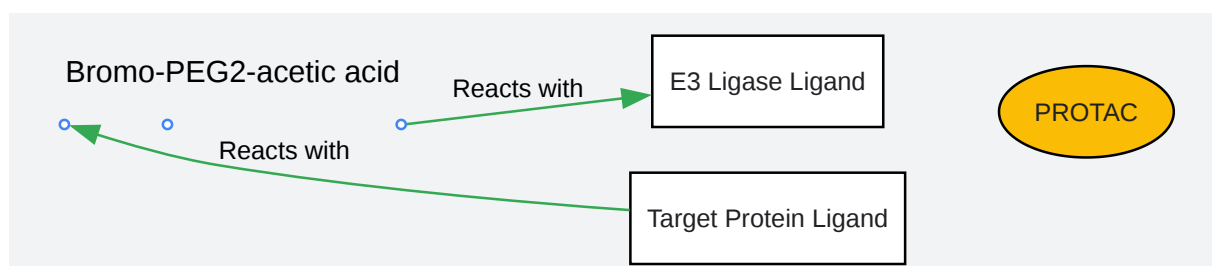 Bromo-PEG2-acetic acid
Reacts with
E3 Ligase Ligand
PROTAC
Reacts with
Target Protein Ligand